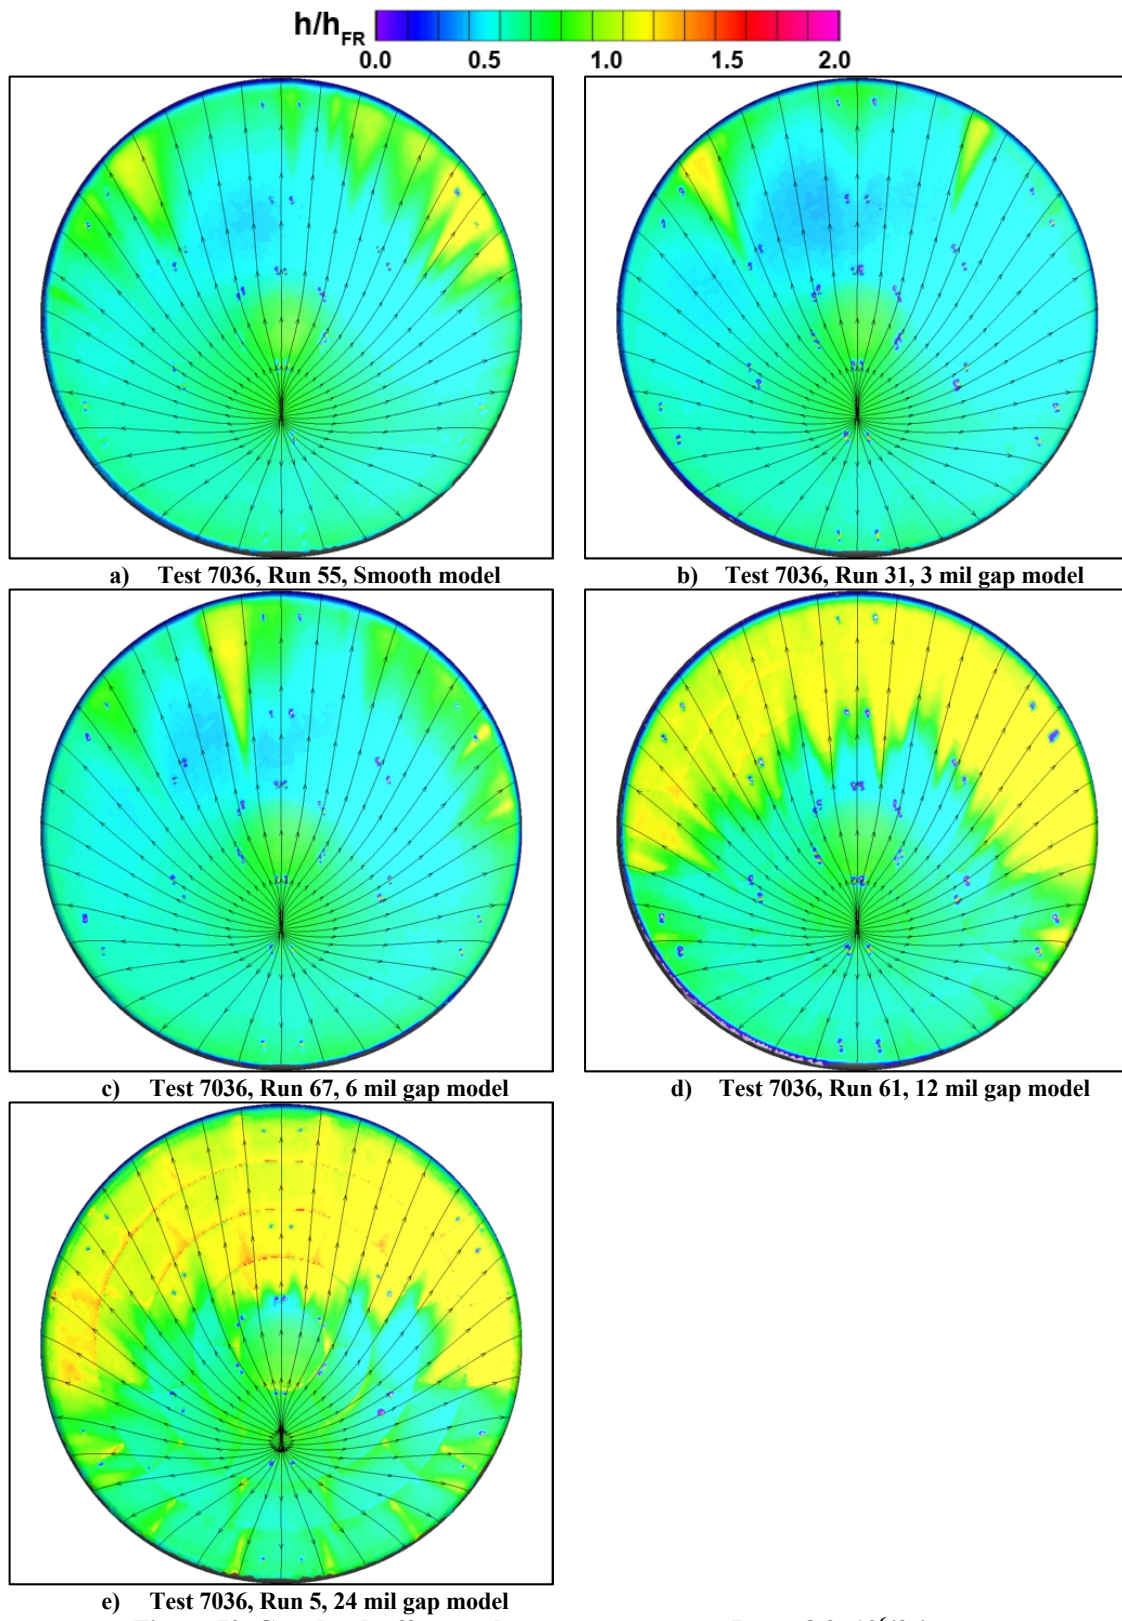 h/hFR
0.0 0.5 1.0 1.5 2.0
a) Test 7036, Run 55, Smooth model
b) Test 7036, Run 31, 3 mil gap model
c) Test 7036, Run 67, 6 mil gap model
d) Test 7036, Run 61, 12 mil gap model
e) Test 7036, Run 5, 24 mil gap model